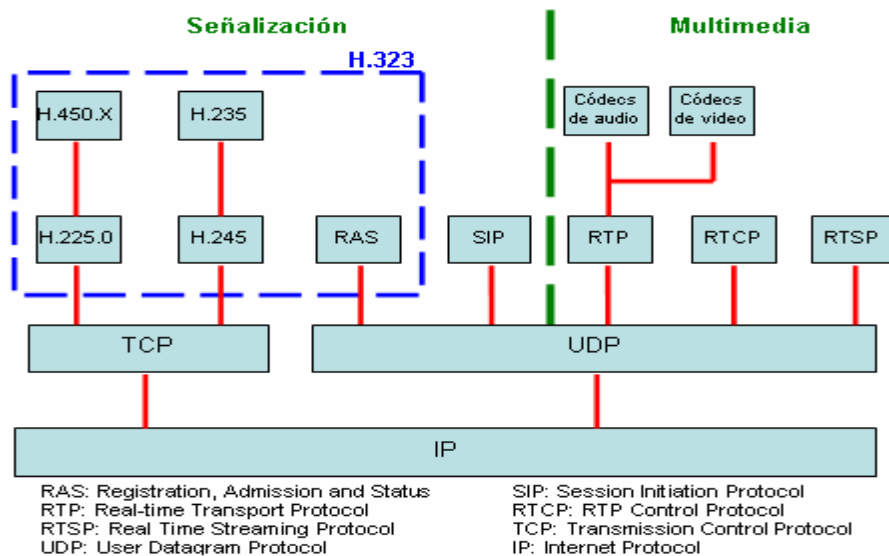 Señalización
Multimedia
H.323
H.450.X
H.235
Códecs
de audio
Códecs
de vídeo
H.225.0
H.245
RAS
SIP
RTP
RTCP
RTSP
TCP
UDP
IP
RAS: Registration, Admission and Status
RTP: Real-time Transport Protocol
RTSP: Real Time Streaming Protocol
UDP: User Datagram Protocol
SIP: Session Initiation Protocol
RTCP: RTP Control Protocol
TCP: Transmission Control Protocol
IP: Internet Protocol